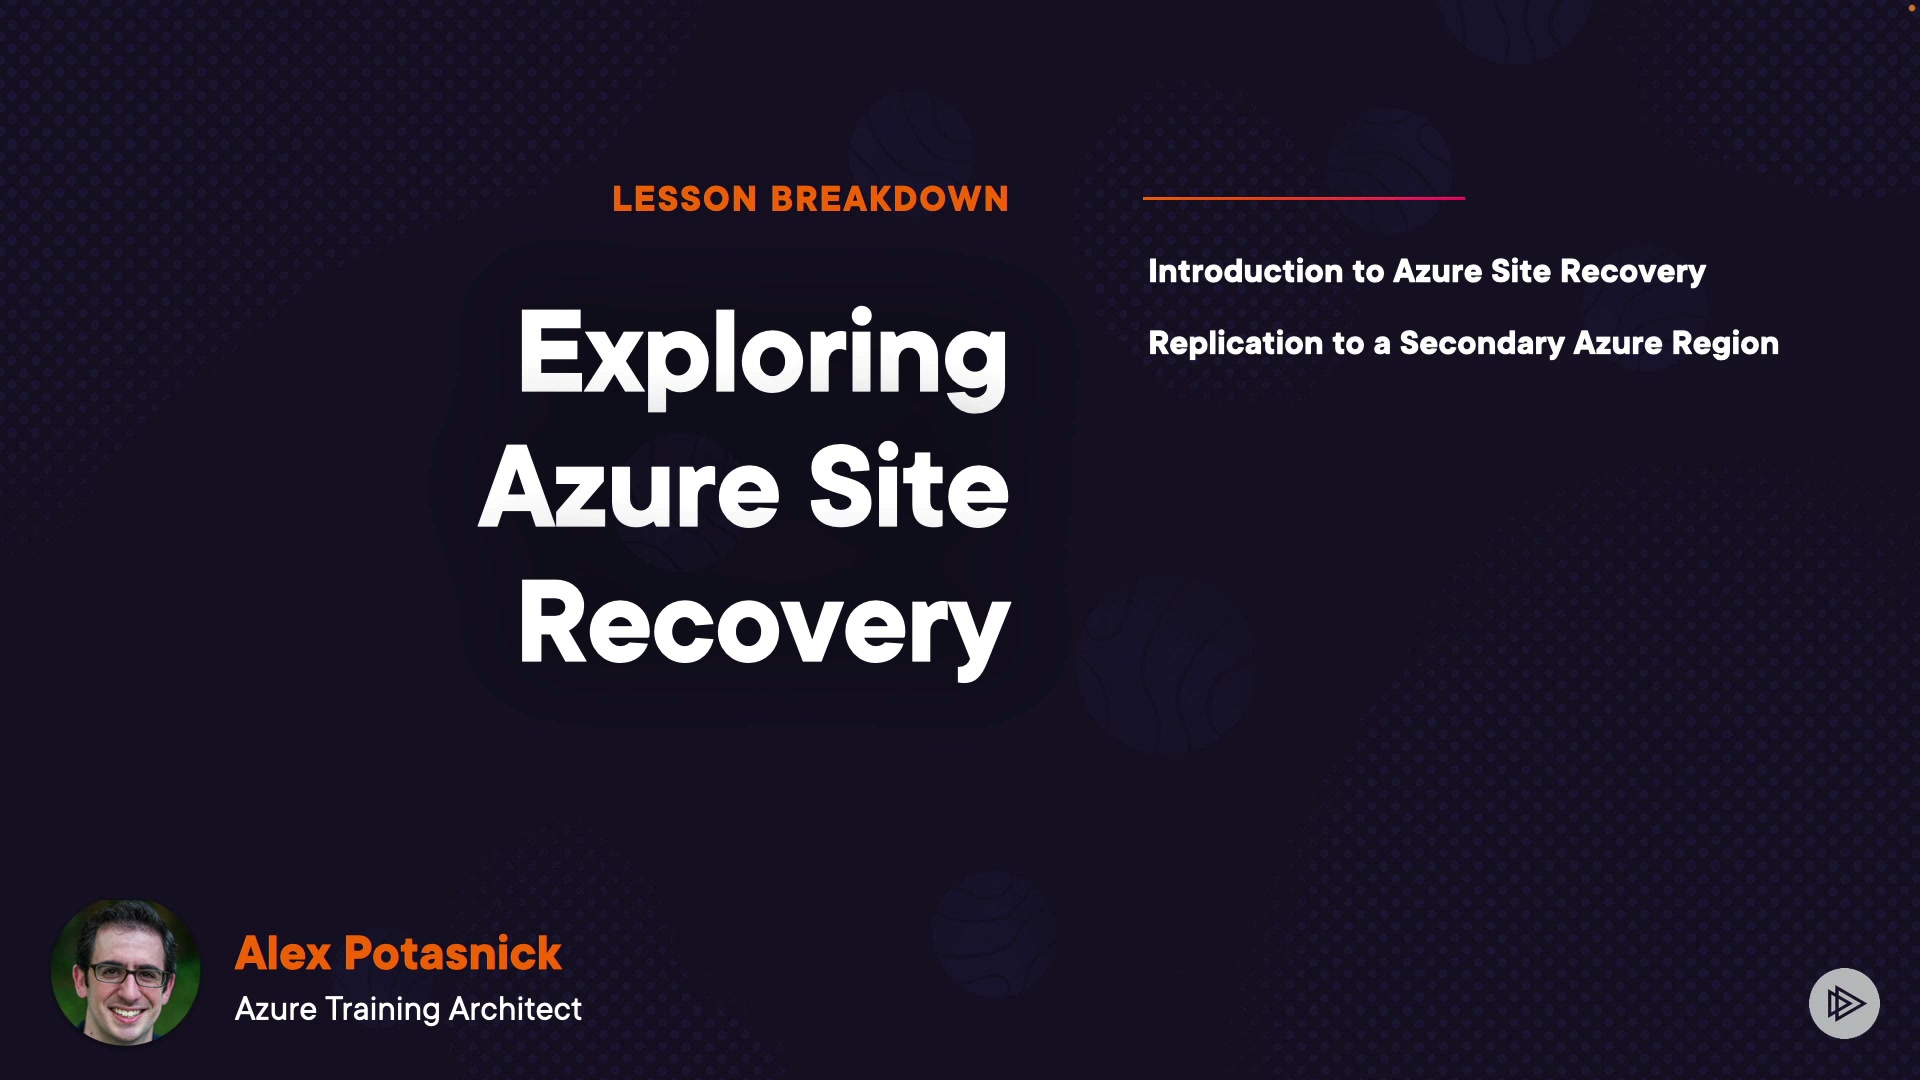 LESSON BREAKDOWN
Exploring
Azure Site
Recovery
Introduction to Azure Site Recovery
Replication to a Secondary Azure Region
Alex Potasnick
Azure Training Architect